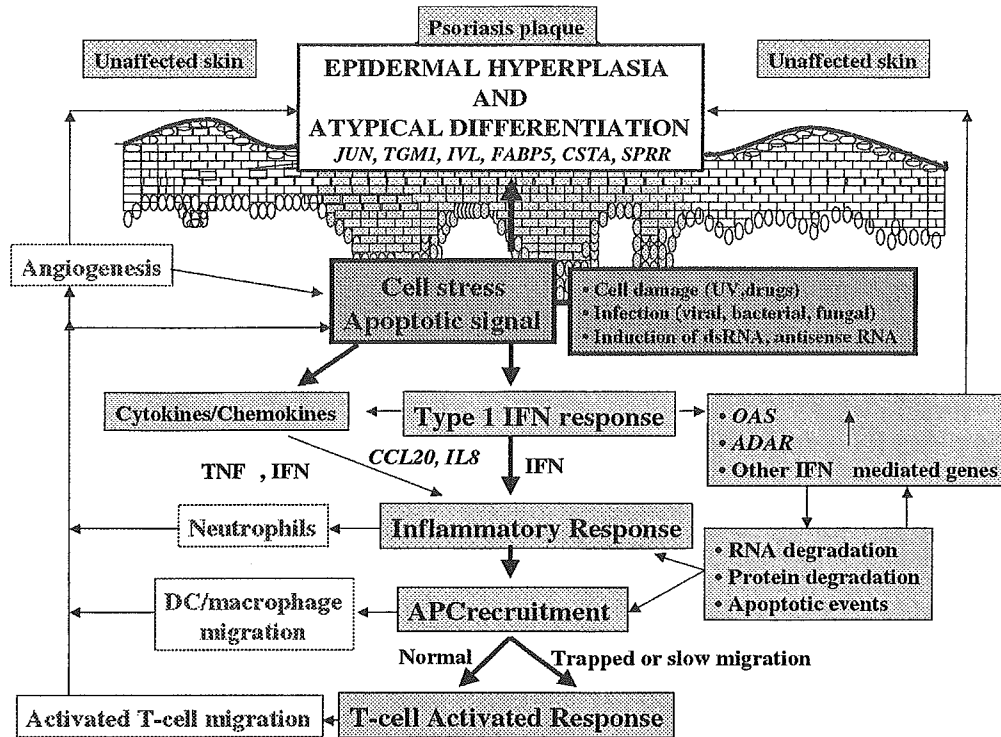 Psoriasis plaque
Unaffected skin
Unaffected skin
EPIDERMAL HYPERPLASIA
AND
ATYPICAL DIFFERENTIATION
JUN, TGM1, IVL, FABP5, CSTA, SPRR
Angiogenesis
Cell stress
Apoptotic signal
• Cell damage (UV,drugs)
• Infection (viral, bacterial, fungal)
• Induction of dsRNA, antisense RNA
Cytokines/Chemokines
Type 1 IFN response
• OAS
• ADAR
• Other IFN mediated genes
TNF , IFN
CCL20, IL8
IFN
Neutrophils
Inflammatory Response
• RNA degradation
• Protein degradation
• Apoptotic events
DC/macrophage
migration
APCrecruitment
Normal
Trapped or slow migration
Activated T-cell migration
T-cell Activated Response